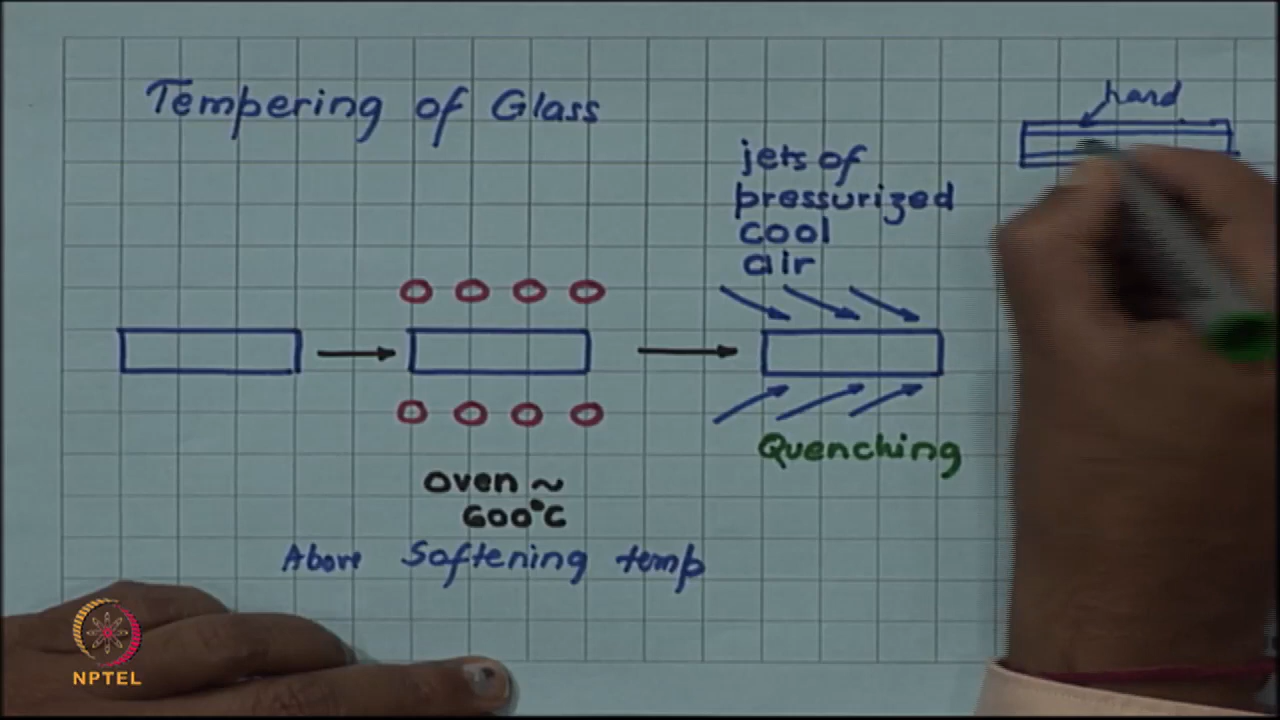 Tempering of Glass
hard
jets of
pressurized
cool
air
Quenching
oven ~
600°C
Above Softening temp
NPTEL